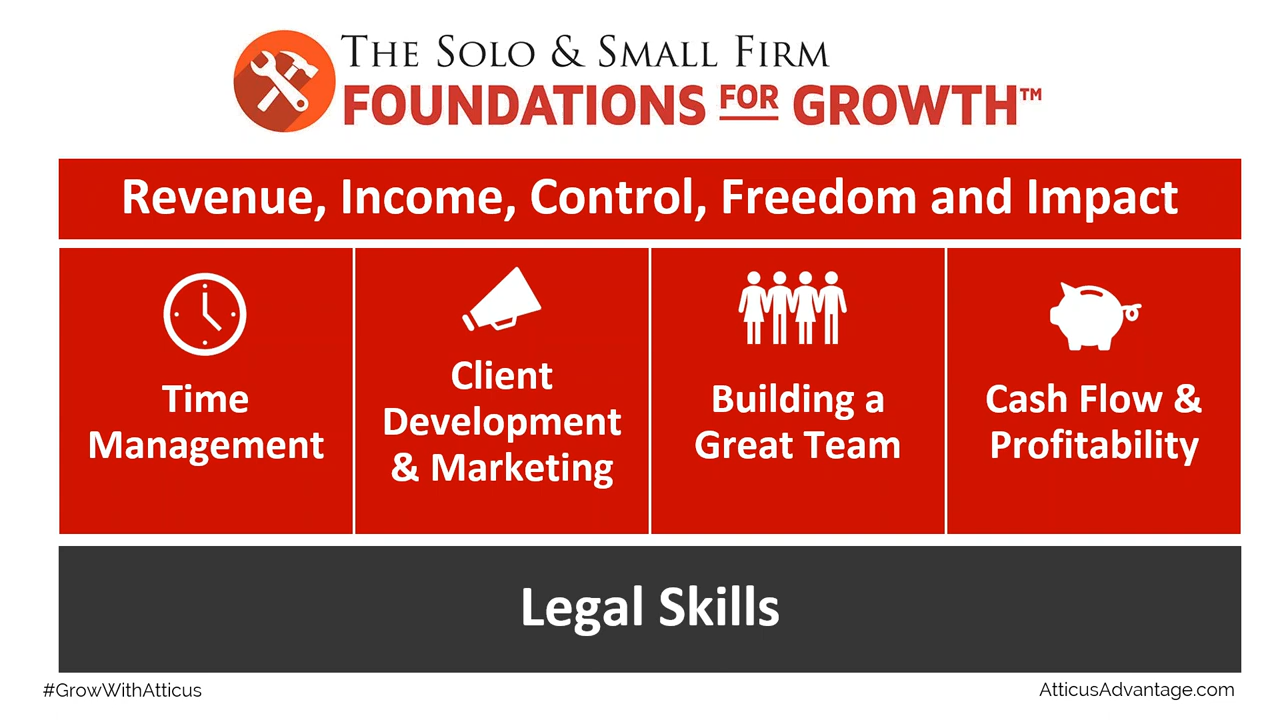 THE SOLO & SMALL FIRM
FOUNDATIONS FOR GROWTH™
Revenue, Income, Control, Freedom and Impact
Time
Management
Client
Development
& Marketing
Building a
Great Team
Cash Flow &
Profitability
Legal Skills
#GrowWithAtticus
AtticusAdvantage.com